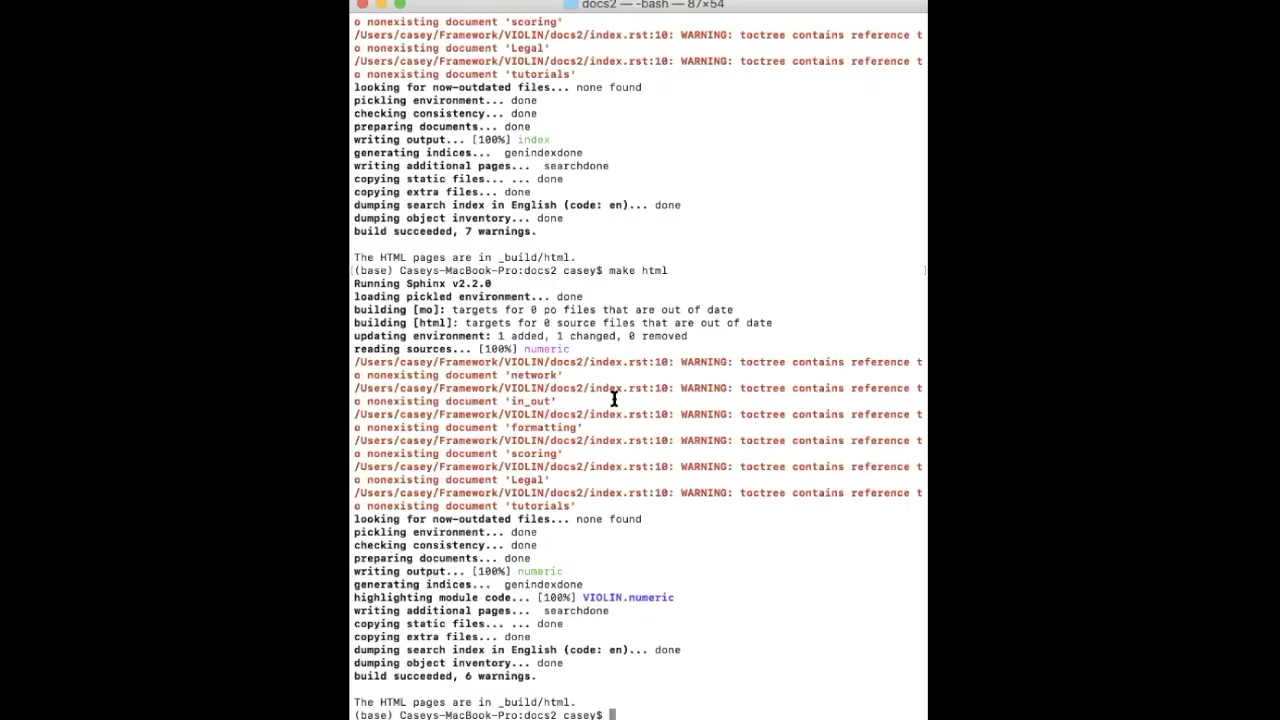 docs2 — -bash — 87×54
o nonexisting document 'scoring'
/Users/casey/Framework/VIOLIN/docs2/index.rst:10: WARNING: toctree contains reference t
o nonexisting document 'Legal'
/Users/casey/Framework/VIOLIN/docs2/index.rst:10: WARNING: toctree contains reference t
o nonexisting document 'tutorials'
looking for now-outdated files... none found
pickling environment... done
checking consistency... done
preparing documents... done
writing output... [100%] index
generating indices...  genindexdone
writing additional pages...  searchdone
copying static files... ... done
copying extra files... done
dumping search index in English (code: en)... done
dumping object inventory... done
build succeeded, 7 warnings.
The HTML pages are in _build/html.
[(base) Caseys-MacBook-Pro:docs2 casey$ make html ]
Running Sphinx v2.2.0
loading pickled environment... done
building [mo]: targets for 0 po files that are out of date
building [html]: targets for 0 source files that are out of date
updating environment: 1 added, 1 changed, 0 removed
reading sources... [100%] numeric
/Users/casey/Framework/VIOLIN/docs2/index.rst:10: WARNING: toctree contains reference t
o nonexisting document 'network'
/Users/casey/Framework/VIOLIN/docs2/index.rst:10: WARNING: toctree contains reference t
o nonexisting document 'in_out'
/Users/casey/Framework/VIOLIN/docs2/index.rst:10: WARNING: toctree contains reference t
o nonexisting document 'formatting'
/Users/casey/Framework/VIOLIN/docs2/index.rst:10: WARNING: toctree contains reference t
o nonexisting document 'scoring'
/Users/casey/Framework/VIOLIN/docs2/index.rst:10: WARNING: toctree contains reference t
o nonexisting document 'Legal'
/Users/casey/Framework/VIOLIN/docs2/index.rst:10: WARNING: toctree contains reference t
o nonexisting document 'tutorials'
looking for now-outdated files... none found
pickling environment... done
checking consistency... done
preparing documents... done
writing output... [100%] numeric
generating indices...  genindexdone
highlighting module code... [100%] VIOLIN.numeric
writing additional pages...  searchdone
copying static files... ... done
copying extra files... done
dumping search index in English (code: en)... done
dumping object inventory... done
build succeeded, 6 warnings.
The HTML pages are in _build/html.
(base) Caseys-MacBook-Pro:docs2 casey$